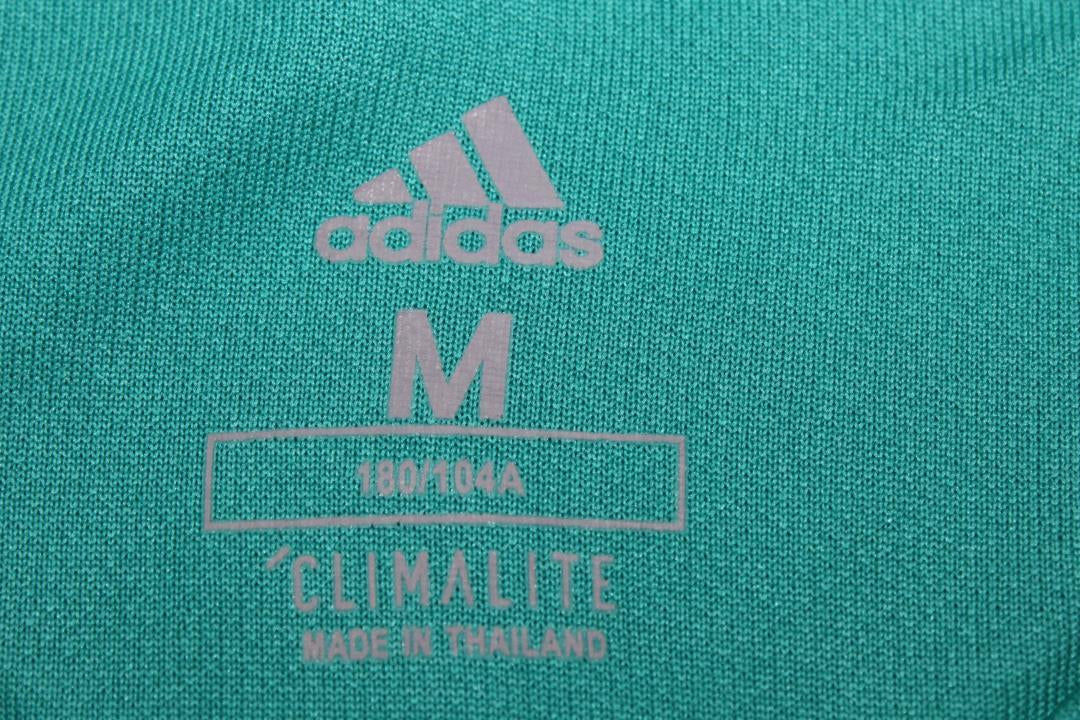 adidas
M
180/104A
CLIMALITE
MADE IN THAILAND